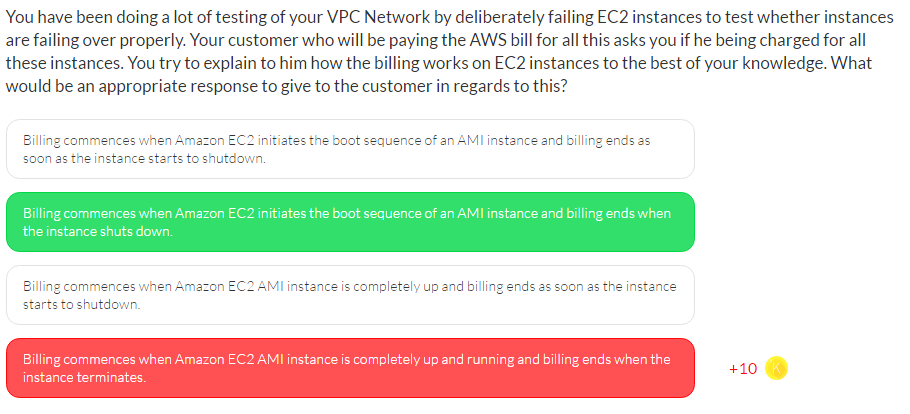 You have been doing a lot of testing of your VPC Network by deliberately failing EC2 instances to test whether instances
are failing over properly. Your customer who will be paying the AWS bill for all this asks you if he being charged for all
these instances. You try to explain to him how the billing works on EC2 instances to the best of your knowledge. What
would be an appropriate response to give to the customer in regards to this?
Billing commences when Amazon EC2 initiates the boot sequence of an AMI instance and billing ends as
soon as the instance starts to shutdown.
Billing commences when Amazon EC2 initiates the boot sequence of an AMI instance and billing ends when
the instance shuts down.
Billing commences when Amazon EC2 AMI instance is completely up and billing ends as soon as the instance
starts to shutdown.
Billing commences when Amazon EC2 AMI instance is completely up and running and billing ends when the
instance terminates.
+10 K